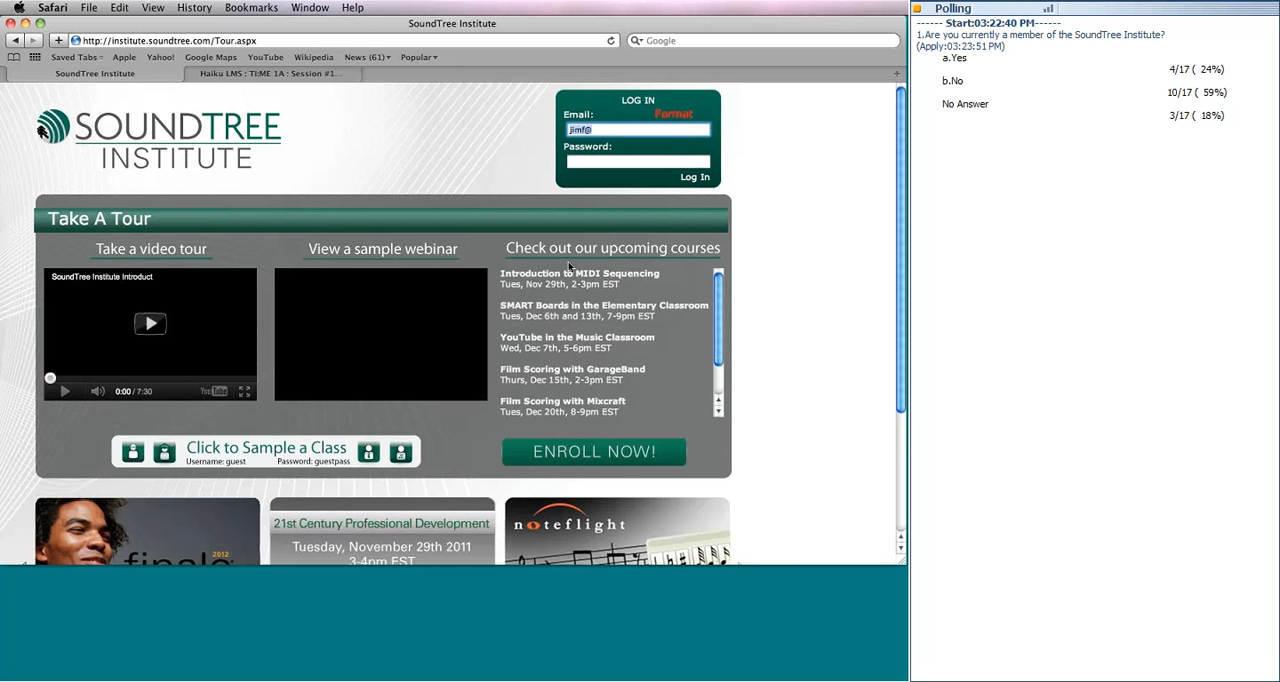 Safari File Edit View History Bookmarks Window Help
SoundTree Institute
http://institute.soundtree.com/Tour.aspx
Google
Saved Tabs Apple Yahoo! Google Maps YouTube Wikipedia News (61) Popular
SoundTree Institute
Haiku LMS : TI:ME 1A : Session #1...
SOUNDTREE
INSTITUTE
LOG IN
Email: Format
jimf@
Password:
Log In
Take A Tour
Take a video tour
View a sample webinar
Check out our upcoming courses
SoundTree Institute Introduct
0:00 / 7:30
YouTube
Introduction to MIDI Sequencing
Tues, Nov 29th, 2-3pm EST
SMART Boards in the Elementary Classroom
Tues, Dec 6th and 13th, 7-9pm EST
YouTube in the Music Classroom
Wed, Dec 7th, 5-6pm EST
Film Scoring with GarageBand
Thurs, Dec 15th, 2-3pm EST
Film Scoring with Mixcraft
Tues, Dec 20th, 8-9pm EST
Click to Sample a Class
Username: guest Password: guestpass
ENROLL NOW!
finale 2012
21st Century Professional Development
Tuesday, November 29th 2011
3-4pm EST
noteflight
Polling
------ Start:03:22:40 PM------
1.Are you currently a member of the SoundTree Institute?
(Apply:03:23:51 PM)
a.Yes
4/17 ( 24%)
b.No
10/17 ( 59%)
No Answer
3/17 ( 18%)